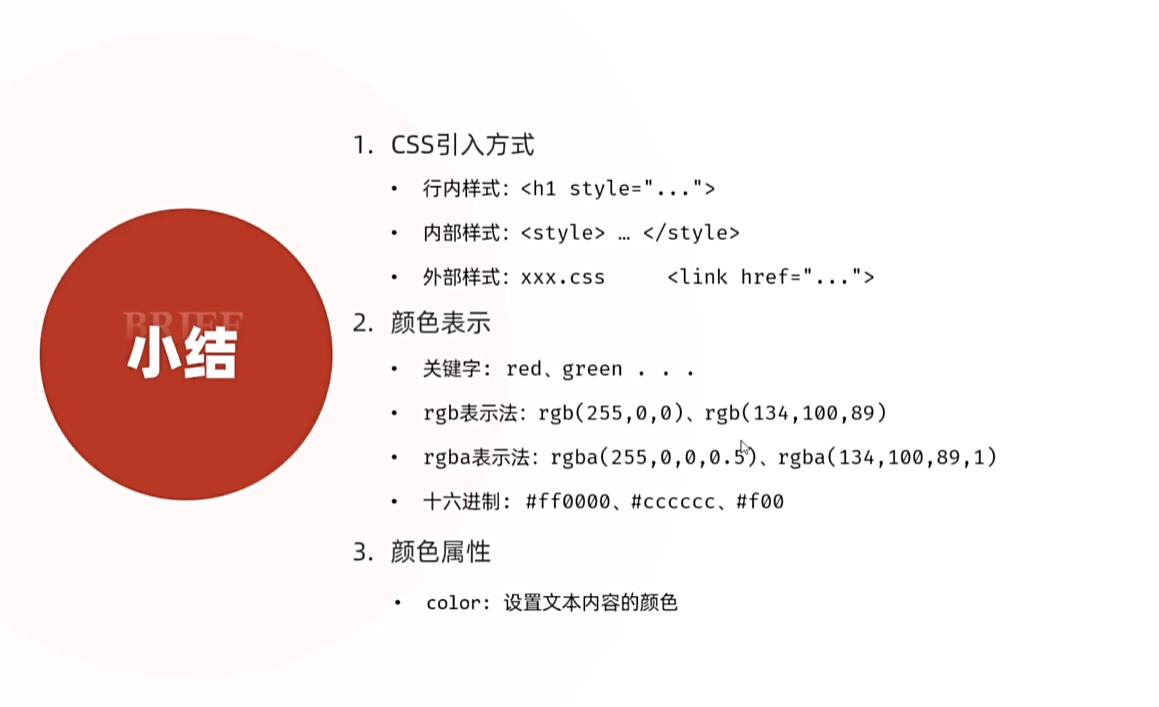 BRIEF
小结
1. CSS引入方式
• 行内样式：<h1 style="...">
• 内部样式：<style> … </style>
• 外部样式：xxx.css <link href="...">
2. 颜色表示
• 关键字: red、green . . .
• rgb表示法：rgb(255,0,0)、rgb(134,100,89)
• rgba表示法：rgba(255,0,0,0.5)、rgba(134,100,89,1)
• 十六进制: #ff0000、#cccccc、#f00
3. 颜色属性
• color: 设置文本内容的颜色